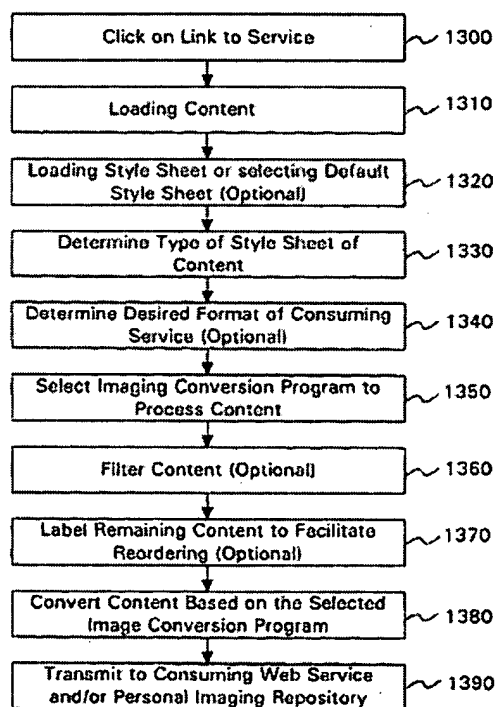 Click on Link to Service
1300
Loading Content
1310
Loading Style Sheet or selecting Default
Style Sheet (Optional)
1320
Determine Type of Style Sheet of
Content
1330
Determine Desired Format of Consuming
Service (Optional)
1340
Select Imaging Conversion Program to
Process Content
1350
Filter Content (Optional)
1360
Label Remaining Content to Facilitate
Reordering (Optional)
1370
Convert Content Based on the Selected
Image Conversion Program
1380
Transmit to Consuming Web Service
and/or Personal Imaging Repository
1390